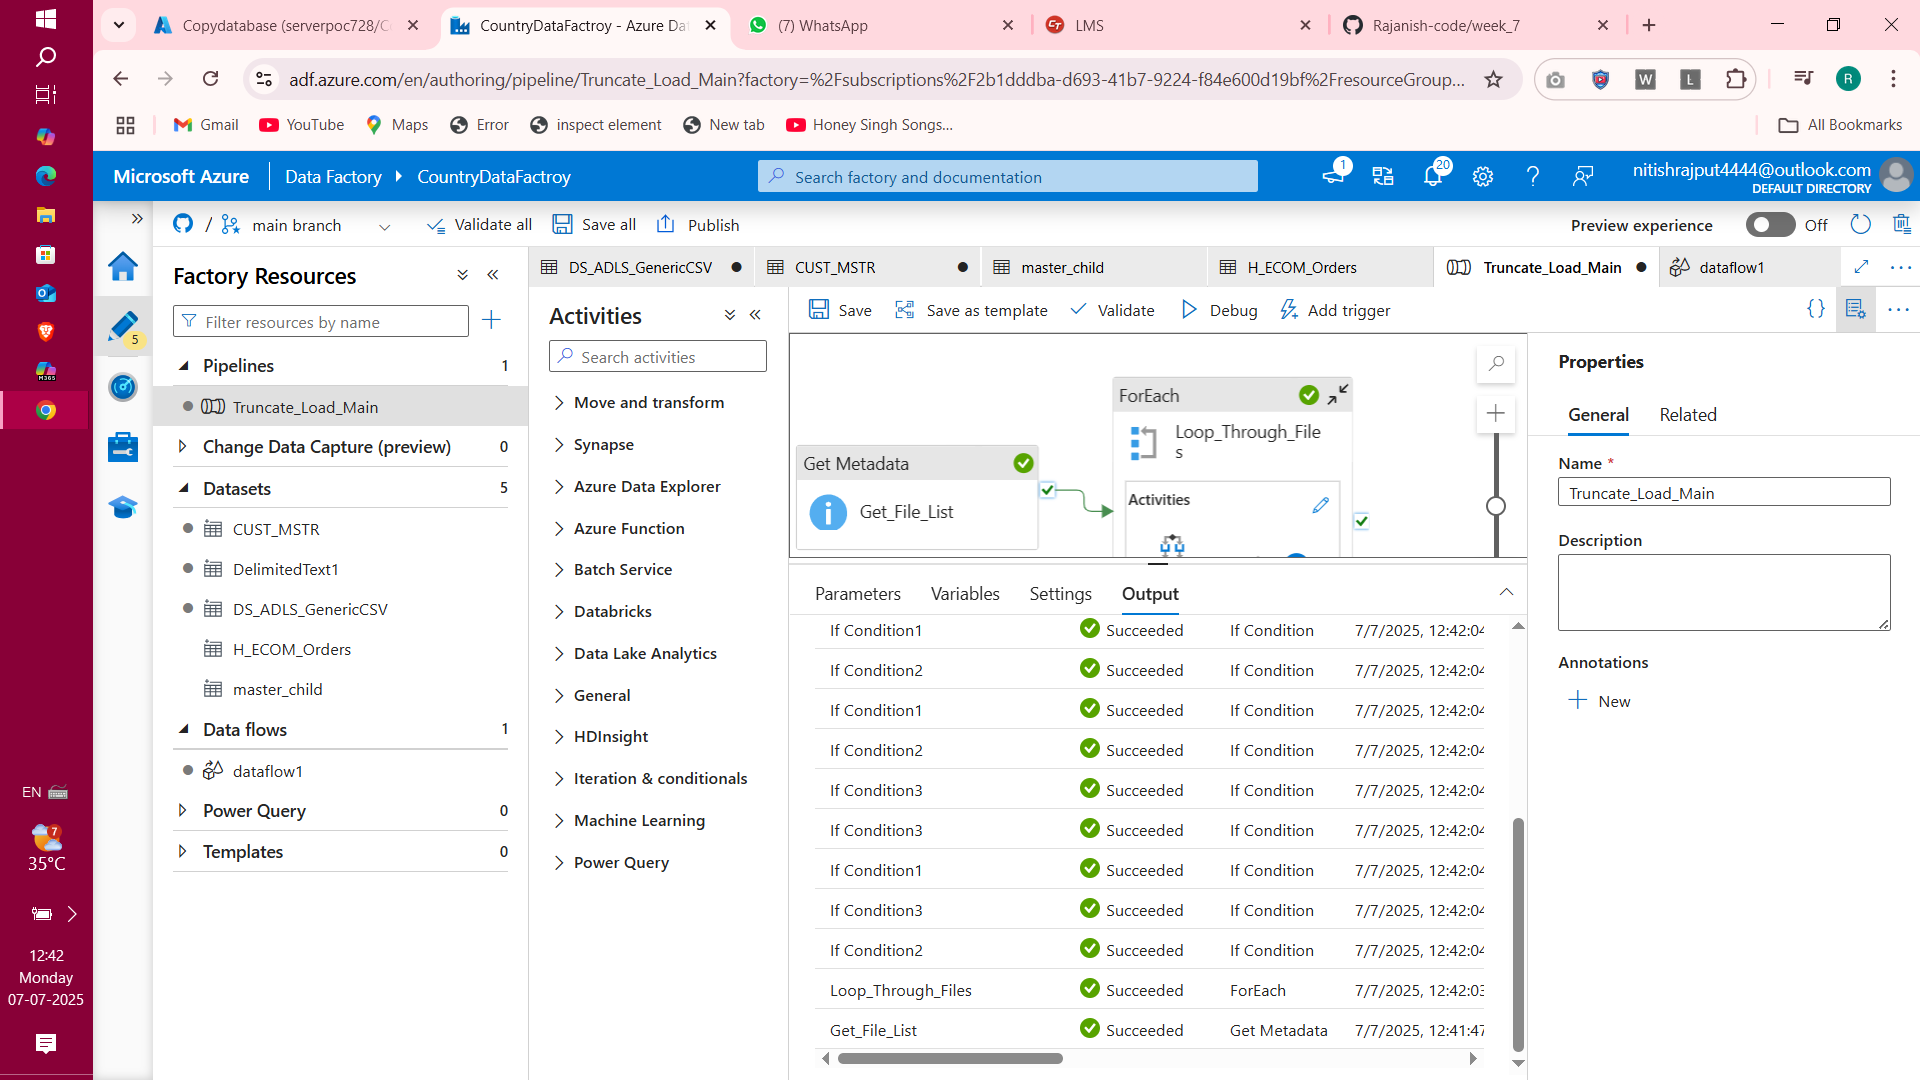 Copydatabase (serverpoc728/C
CountryDataFactroy - Azure Da
(7) WhatsApp
LMS
Rajanish-code/week_7
adf.azure.com/en/authoring/pipeline/Truncate_Load_Main?factory=%2Fsubscriptions%2F2b1dddba-d693-41b7-9224-f84e600d19bf%2FresourceGroup...
W
L
R
Gmail
YouTube
Maps
Error
inspect element
New tab
Honey Singh Songs...
All Bookmarks
Microsoft Azure
Data Factory
CountryDataFactroy
Search factory and documentation
1
20
nitishrajput4444@outlook.com
DEFAULT DIRECTORY
/
main branch
Validate all
Save all
Publish
Preview experience
Off
Factory Resources
Filter resources by name
5
Pipelines 1
Truncate_Load_Main
Change Data Capture (preview) 0
Datasets 5
CUST_MSTR
DelimitedText1
DS_ADLS_GenericCSV
H_ECOM_Orders
master_child
Data flows 1
dataflow1
Power Query 0
Templates 0
DS_ADLS_GenericCSV
CUST_MSTR
master_child
H_ECOM_Orders
Truncate_Load_Main
dataflow1
Activities
Search activities
Move and transform
Synapse
Azure Data Explorer
Azure Function
Batch Service
Databricks
Data Lake Analytics
General
HDInsight
Iteration & conditionals
Machine Learning
Power Query
Save
Save as template
Validate
Debug
Add trigger
{}
Get Metadata
Get_File_List
ForEach
Loop_Through_File
s
Activities
Parameters
Variables
Settings
Output
If Condition1 Succeeded If Condition 7/7/2025, 12:42:04
If Condition2 Succeeded If Condition 7/7/2025, 12:42:04
If Condition1 Succeeded If Condition 7/7/2025, 12:42:04
If Condition2 Succeeded If Condition 7/7/2025, 12:42:04
If Condition3 Succeeded If Condition 7/7/2025, 12:42:04
If Condition3 Succeeded If Condition 7/7/2025, 12:42:04
If Condition1 Succeeded If Condition 7/7/2025, 12:42:04
If Condition3 Succeeded If Condition 7/7/2025, 12:42:04
If Condition2 Succeeded If Condition 7/7/2025, 12:42:04
Loop_Through_Files Succeeded ForEach 7/7/2025, 12:42:03
Get_File_List Succeeded Get Metadata 7/7/2025, 12:41:47
Properties
General
Related
Name *
Truncate_Load_Main
Description
Annotations
New
M365
EN
7
35°C
12:42
Monday
07-07-2025